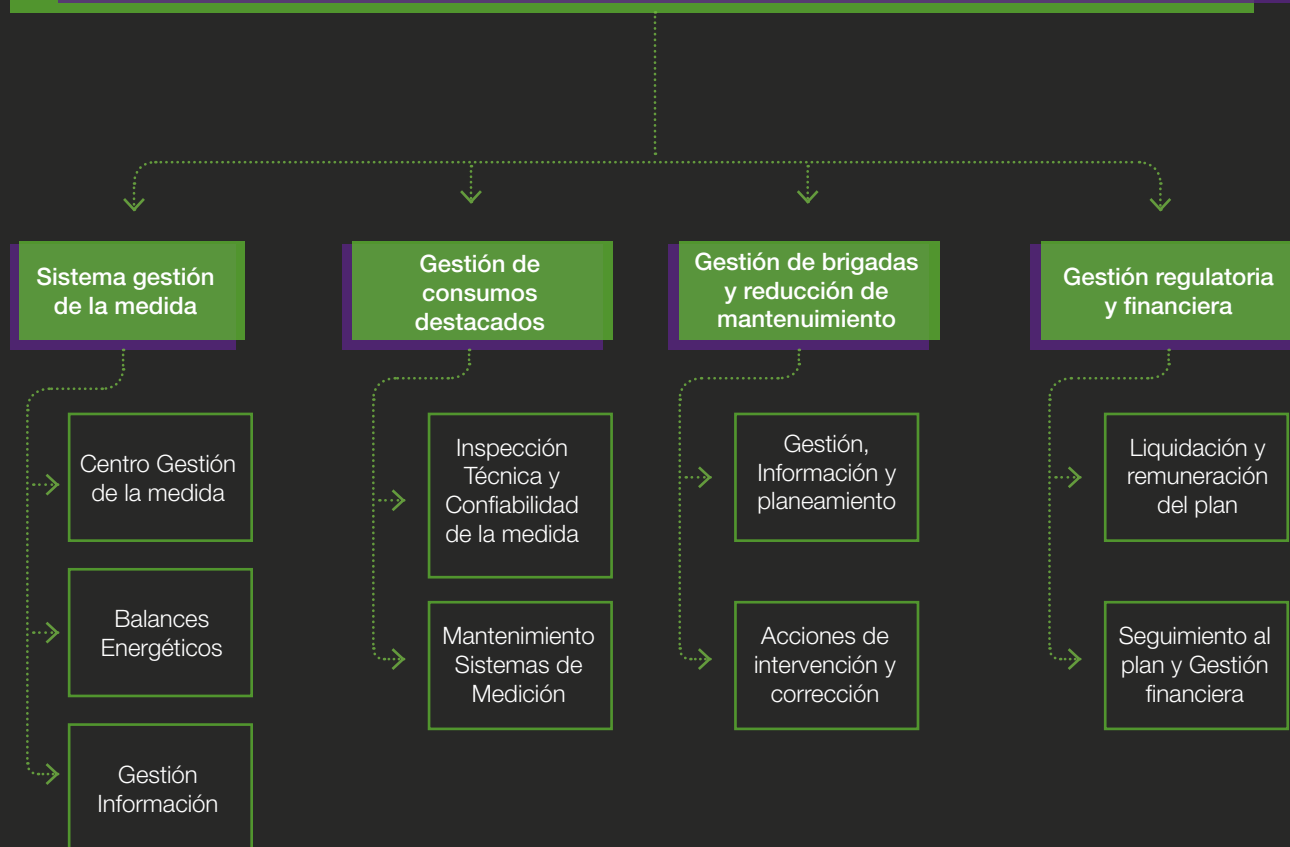 Sistema gestión
de la medida
Gestión de
consumos
destacados
Gestión de brigadas
y reducción de
mantenuimiento
Gestión regulatoria
y financiera
Centro Gestión
de la medida
Balances
Energéticos
Gestión
Información
Inspección
Técnica y
Confiabilidad
de la medida
Mantenimiento
Sistemas de
Medición
Gestión,
Información y
planeamiento
Acciones de
intervención y
corrección
Liquidación y
remuneración
del plan
Seguimiento al
plan y Gestión
financiera